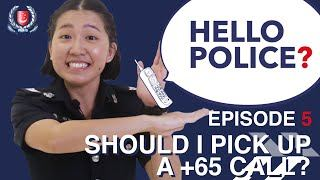 HELLO
POLICE?
EPISODE 5
SHOULD I PICK UP
A +65 CALL?